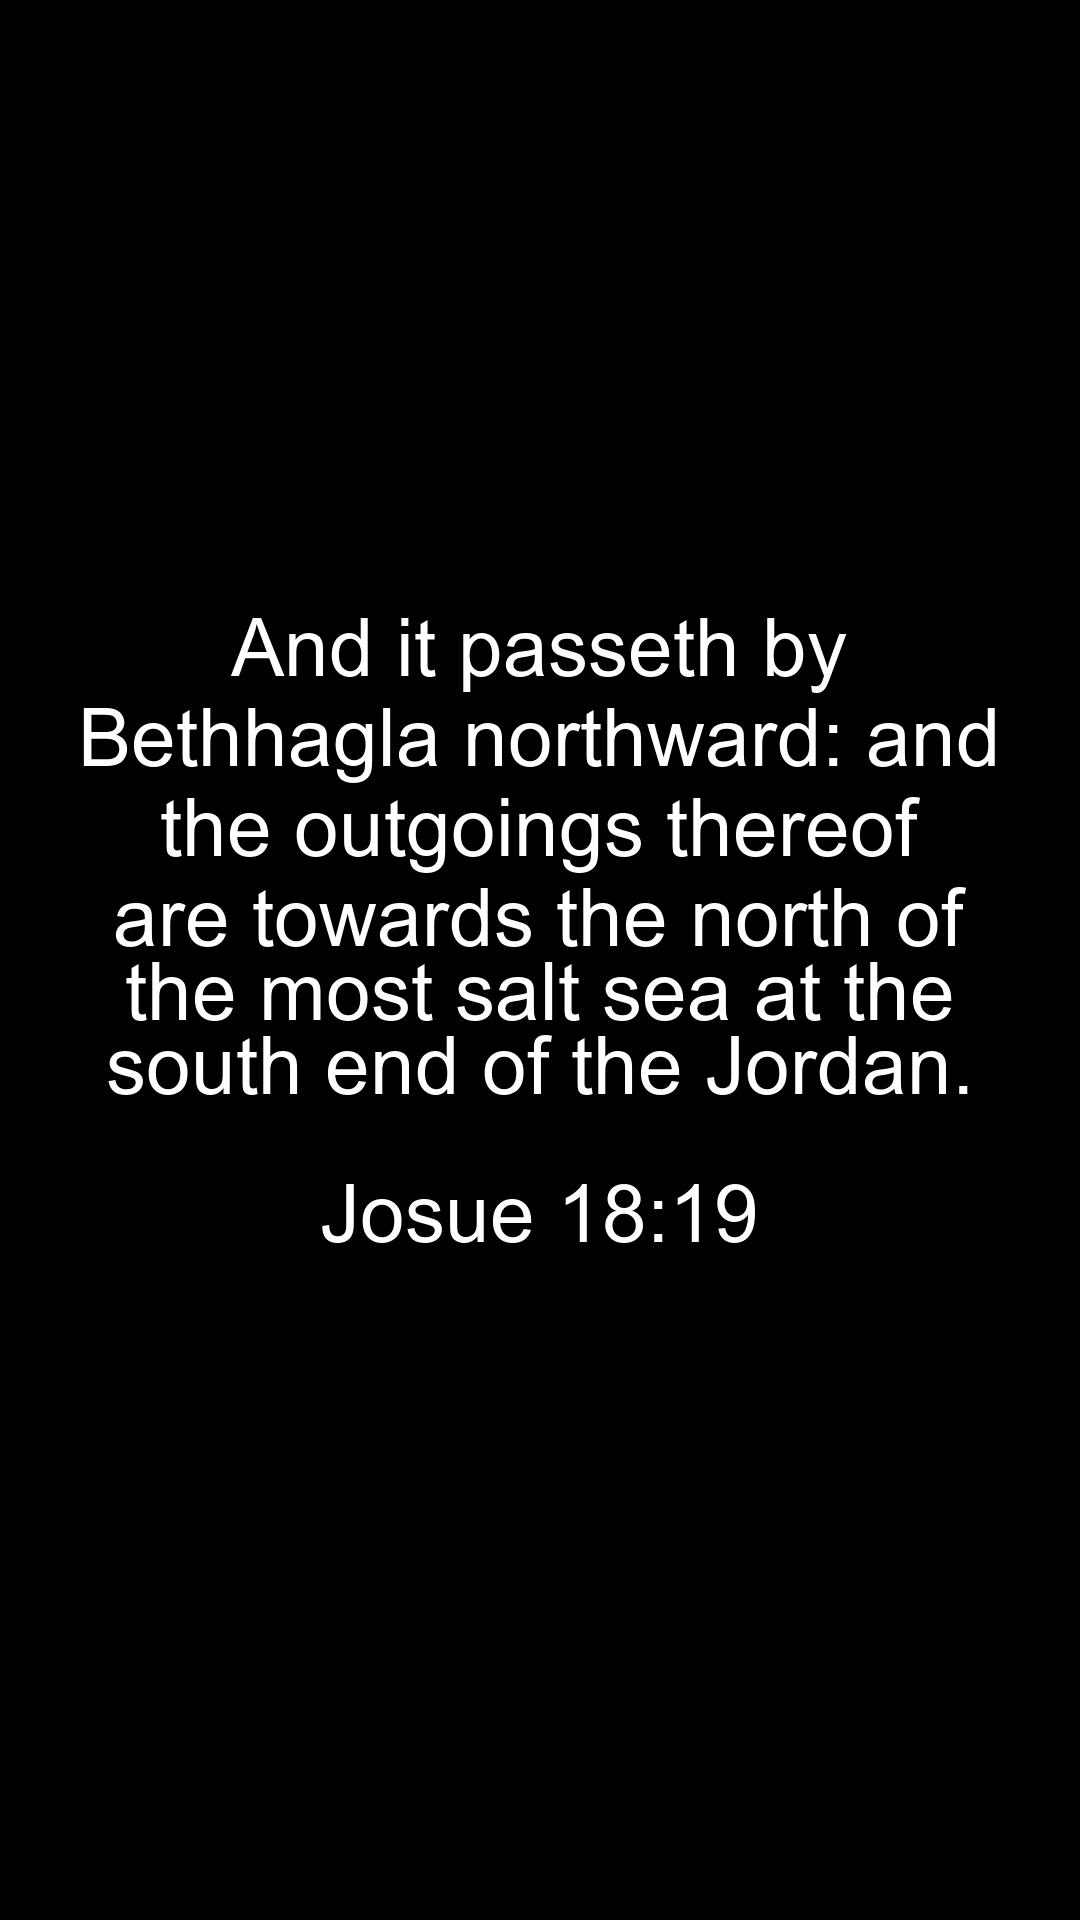 And it passeth by
Bethhagla northward: and
the outgoings thereof
are towards the north of
the most salt sea at the
south end of the Jordan.
Josue 18:19